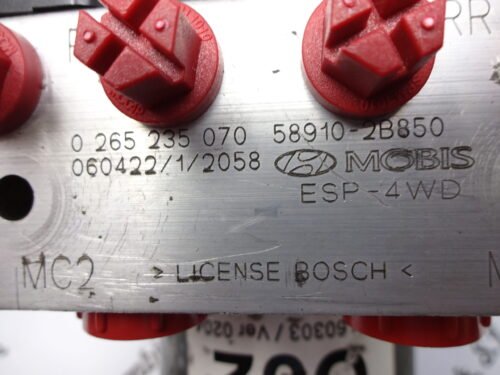 RR
0 265 235 070 58910-2B850
060422/1/2058 MOBIS
ESP-4WD
MC2 > LICENSE BOSCH <